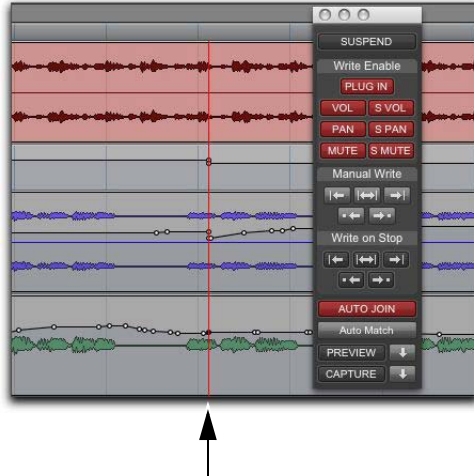 SUSPEND
Write Enable
PLUG IN
VOL S VOL
PAN S PAN
MUTE S MUTE
Manual Write
Write on Stop
AUTO JOIN
Auto Match
PREVIEW
CAPTURE